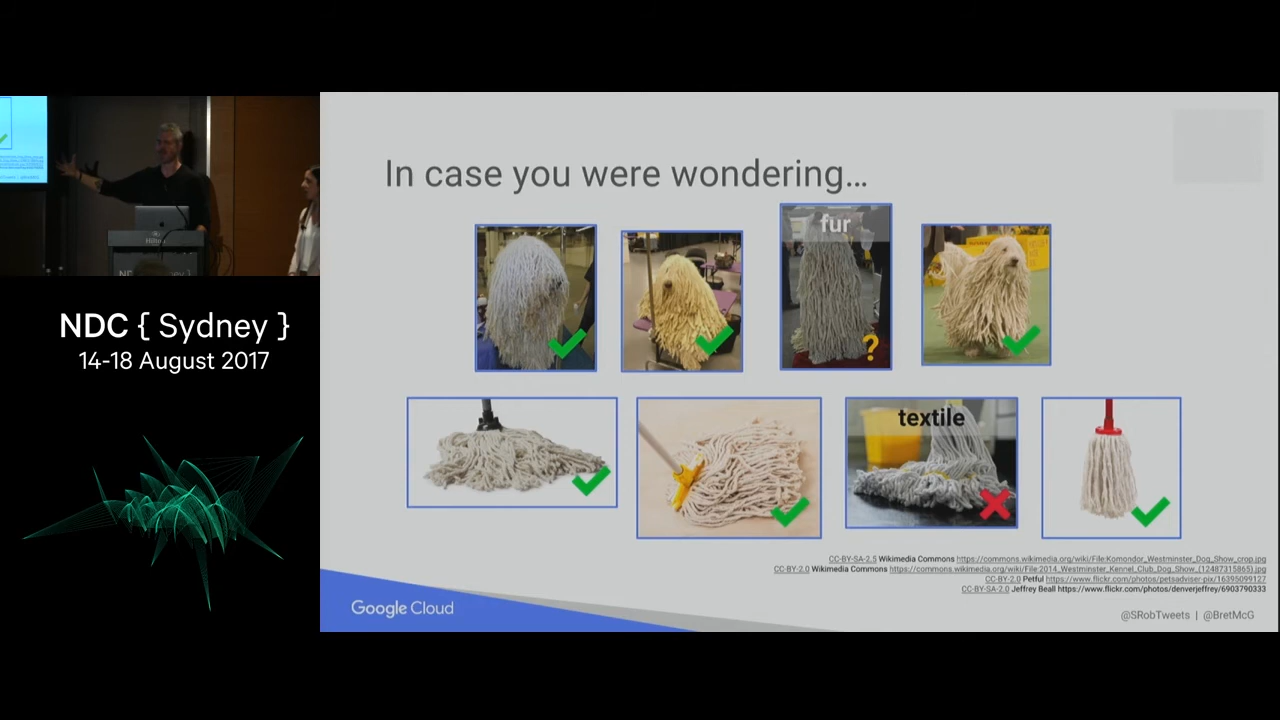 Hilton
NDC { Sydney }
14-18 August 2017
In case you were wondering...
fur
?
textile
CC-BY-SA-2.5 Wikimedia Commons https://commons.wikimedia.org/wiki/File:Komondor_Westminster_Dog_Show_crop.jpg
CC-BY-2.0 Wikimedia Commons https://commons.wikimedia.org/wiki/File:2014_Westminster_Kennel_Club_Dog_Show_(12487315865).jpg
CC-BY-2.0 Petful https://www.flickr.com/photos/petsadviser-pix/16395099127
CC-BY-SA-2.0 Jeffrey Beall https://www.flickr.com/photos/denverjeffrey/6903790333
Google Cloud
@SRobTweets | @BretMcG